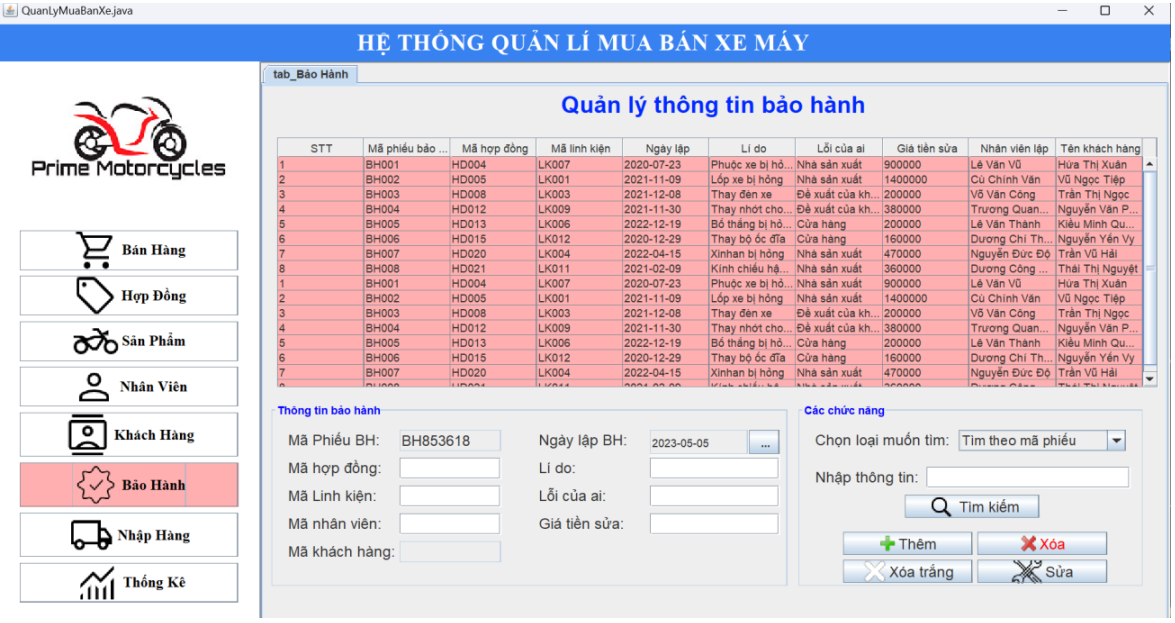 QuanLyMuaBanXe.java
HỆ THỐNG QUẢN LÍ MUA BÁN XE MÁY
Prime Motorcycles
Bán Hàng
Hợp Đồng
Sản Phẩm
Nhân Viên
Khách Hàng
Bảo Hành
Nhập Hàng
Thống Kê
tab_Bảo Hành
Quản lý thông tin bảo hành
STT Mã phiếu bảo ... Mã hợp đồng Mã linh kiện Ngày lập Lí do Lỗi của ai Giá tiền sửa Nhân viên lập Tên khách hàng
1 BH001 HD004 LK007 2020-07-23 Phuộc xe bị hỏ... Nhà sản xuất 900000 Lê Văn Vũ Hứa Thị Xuân
2 BH002 HD005 LK001 2021-11-09 Lốp xe bị hỏng Nhà sản xuất 1400000 Cù Chính Văn Vũ Ngọc Tiệp
3 BH003 HD008 LK003 2021-12-08 Thay đèn xe Đề xuất của kh... 200000 Võ Văn Công Trần Thị Ngọc
4 BH004 HD012 LK009 2021-11-30 Thay nhớt cho... Đề xuất của kh... 380000 Trương Quan... Nguyễn Văn P...
5 BH005 HD013 LK006 2022-12-19 Bố thắng bị hỏ... Cửa hàng 200000 Lê Văn Thành Kiều Minh Qu...
6 BH006 HD015 LK012 2020-12-29 Thay bộ ốc đĩa Cửa hàng 160000 Dương Chí Th... Nguyễn Yến Vy
7 BH007 HD020 LK004 2022-04-15 Xinhan bị hỏng Nhà sản xuất 470000 Nguyễn Đức Độ Trần Vũ Hải
8 BH008 HD021 LK011 2021-02-09 Kính chiếu hậ... Nhà sản xuất 360000 Dương Công ... Thái Thị Nguyệt
1 BH001 HD004 LK007 2020-07-23 Phuộc xe bị hỏ... Nhà sản xuất 900000 Lê Văn Vũ Hứa Thị Xuân
2 BH002 HD005 LK001 2021-11-09 Lốp xe bị hỏng Nhà sản xuất 1400000 Cù Chính Văn Vũ Ngọc Tiệp
3 BH003 HD008 LK003 2021-12-08 Thay đèn xe Đề xuất của kh... 200000 Võ Văn Công Trần Thị Ngọc
4 BH004 HD012 LK009 2021-11-30 Thay nhớt cho... Đề xuất của kh... 380000 Trương Quan... Nguyễn Văn P...
5 BH005 HD013 LK006 2022-12-19 Bố thắng bị hỏ... Cửa hàng 200000 Lê Văn Thành Kiều Minh Qu...
6 BH006 HD015 LK012 2020-12-29 Thay bộ ốc đĩa Cửa hàng 160000 Dương Chí Th... Nguyễn Yến Vy
7 BH007 HD020 LK004 2022-04-15 Xinhan bị hỏng Nhà sản xuất 470000 Nguyễn Đức Độ Trần Vũ Hải
Thông tin bảo hành
Mã Phiếu BH: BH853618 Ngày lập BH: 2023-05-05 ...
Mã hợp đồng: Lí do:
Mã Linh kiện: Lỗi của ai:
Mã nhân viên: Giá tiền sửa:
Mã khách hàng:
Các chức năng
Chọn loại muốn tìm: Tìm theo mã phiếu
Nhập thông tin:
Tìm kiếm
Thêm Xóa
Xóa trắng Sửa